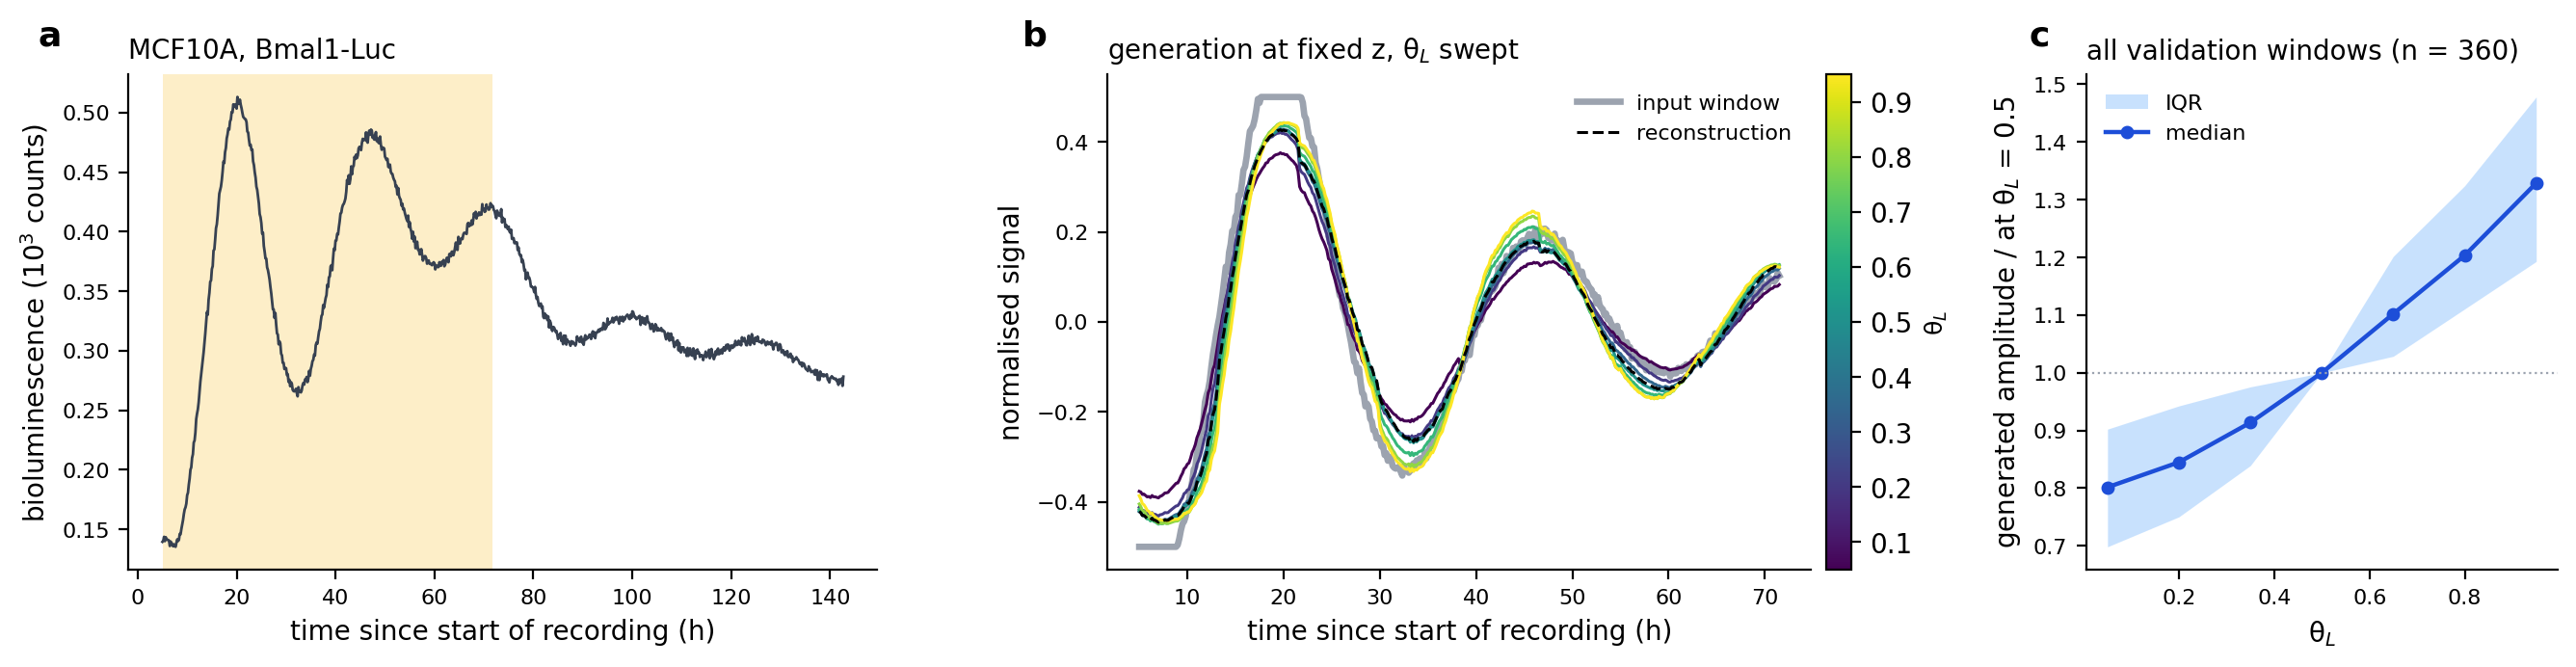 a
MCF10A, Bmal1-Luc
bioluminescence (10³ counts)
0.50
0.45
0.40
0.35
0.30
0.25
0.20
0.15
0 20 40 60 80 100 120 140
time since start of recording (h)
b
generation at fixed z, θL swept
normalised signal
0.4
0.2
0.0
−0.2
−0.4
input window
reconstruction
10 20 30 40 50 60 70
time since start of recording (h)
0.9
0.8
0.7
0.6
0.5
0.4
0.3
0.2
0.1
θL
c
all validation windows (n = 360)
generated amplitude / at θL = 0.5
1.5
1.4
1.3
1.2
1.1
1.0
0.9
0.8
0.7
IQR
median
0.2 0.4 0.6 0.8
θL